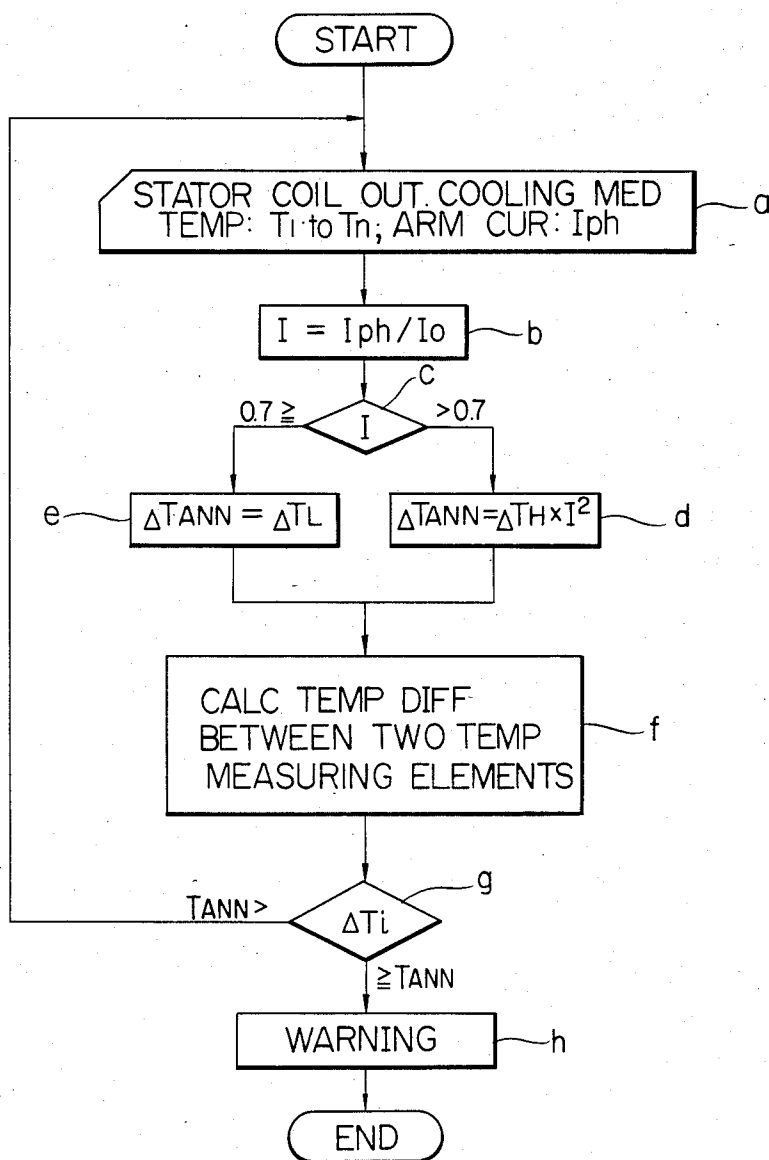 START
STATOR COIL OUT. COOLING MED
TEMP: T1 to Tn; ARM CUR: Iph
a
I = Iph/Io
b
c
0.7 ≧
I
>0.7
e
ΔTANN = ΔTL
ΔTANN=ΔTH×I²
d
CALC TEMP DIFF
BETWEEN TWO TEMP
MEASURING ELEMENTS
f
g
TANN >
ΔTi
≧TANN
WARNING
h
END